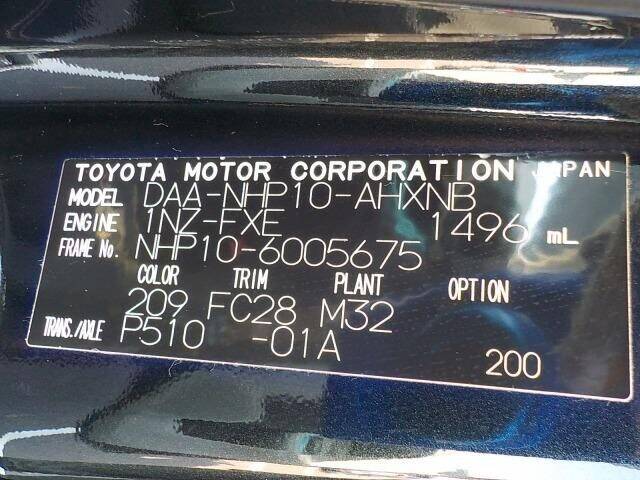 TOYOTA MOTOR CORPORATION JAPAN
MODEL DAA-NHP10-AHXNB
ENGINE 1NZ-FXE 1496 mL
FRAME No. NHP10-6005675
COLOR TRIM PLANT OPTION
209 FC28 M32
TRANS./AXLE P510 -01A
200